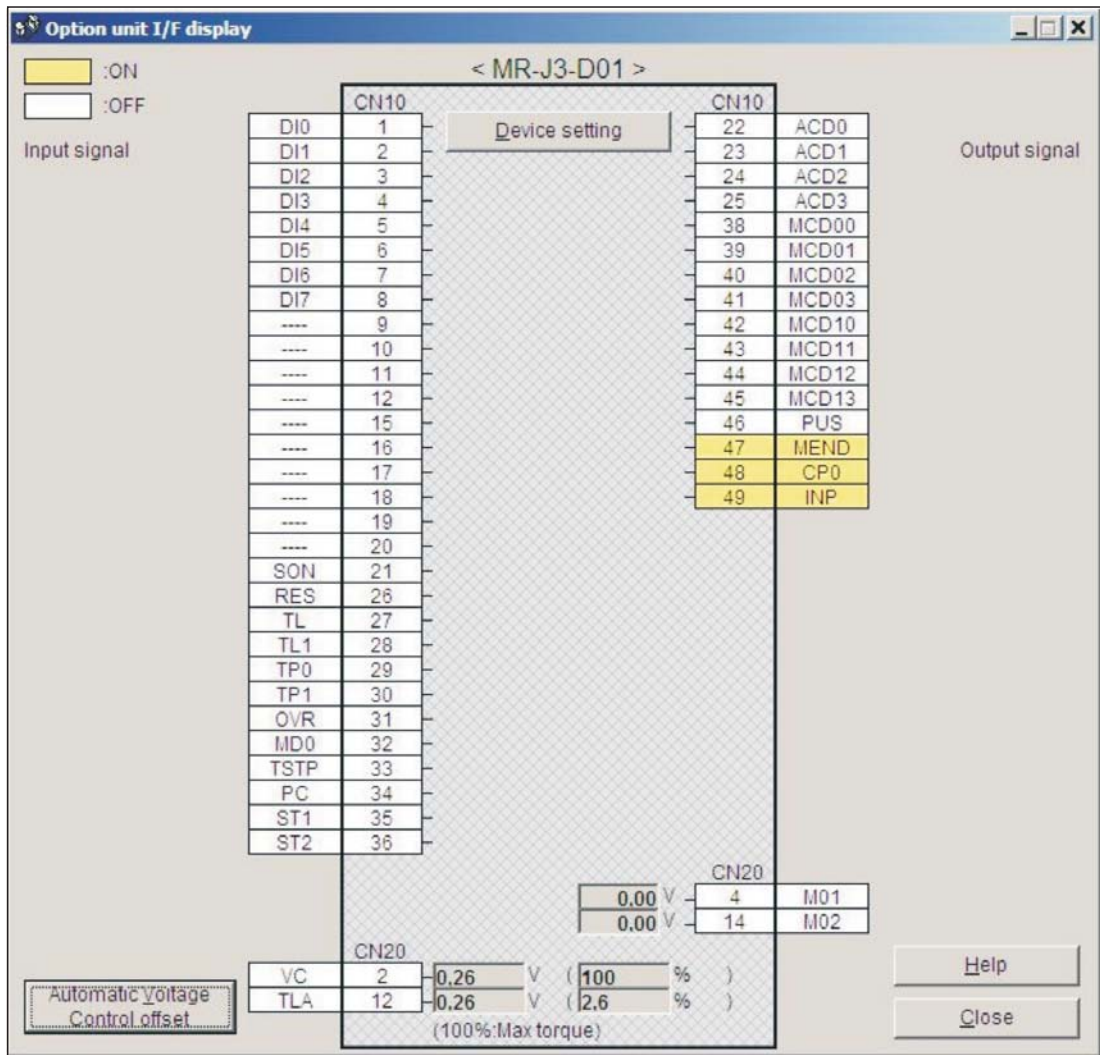 Option unit I/F display
:ON
< MR-J3-D01 >
:OFF
CN10 CN10
Device setting
Input signal
Output signal
DI0 1 22 ACD0
DI1 2 23 ACD1
DI2 3 24 ACD2
DI3 4 25 ACD3
DI4 5 38 MCD00
DI5 6 39 MCD01
DI6 7 40 MCD02
DI7 8 41 MCD03
---- 9 42 MCD10
---- 10 43 MCD11
---- 11 44 MCD12
---- 12 45 MCD13
---- 15 46 PUS
---- 16 47 MEND
---- 17 48 CP0
---- 18 49 INP
---- 19
---- 20
SON 21
RES 26
TL 27
TL1 28
TP0 29
TP1 30
OVR 31
MD0 32
TSTP 33
PC 34
ST1 35
ST2 36
CN20
0,00 V 4 M01
0,00 V 14 M02
CN20
VC 2 0,26 V ( 100 % )
TLA 12 0,26 V ( 2,6 % )
(100%:Max torque)
Automatic Voltage
Control offset
Help
Close